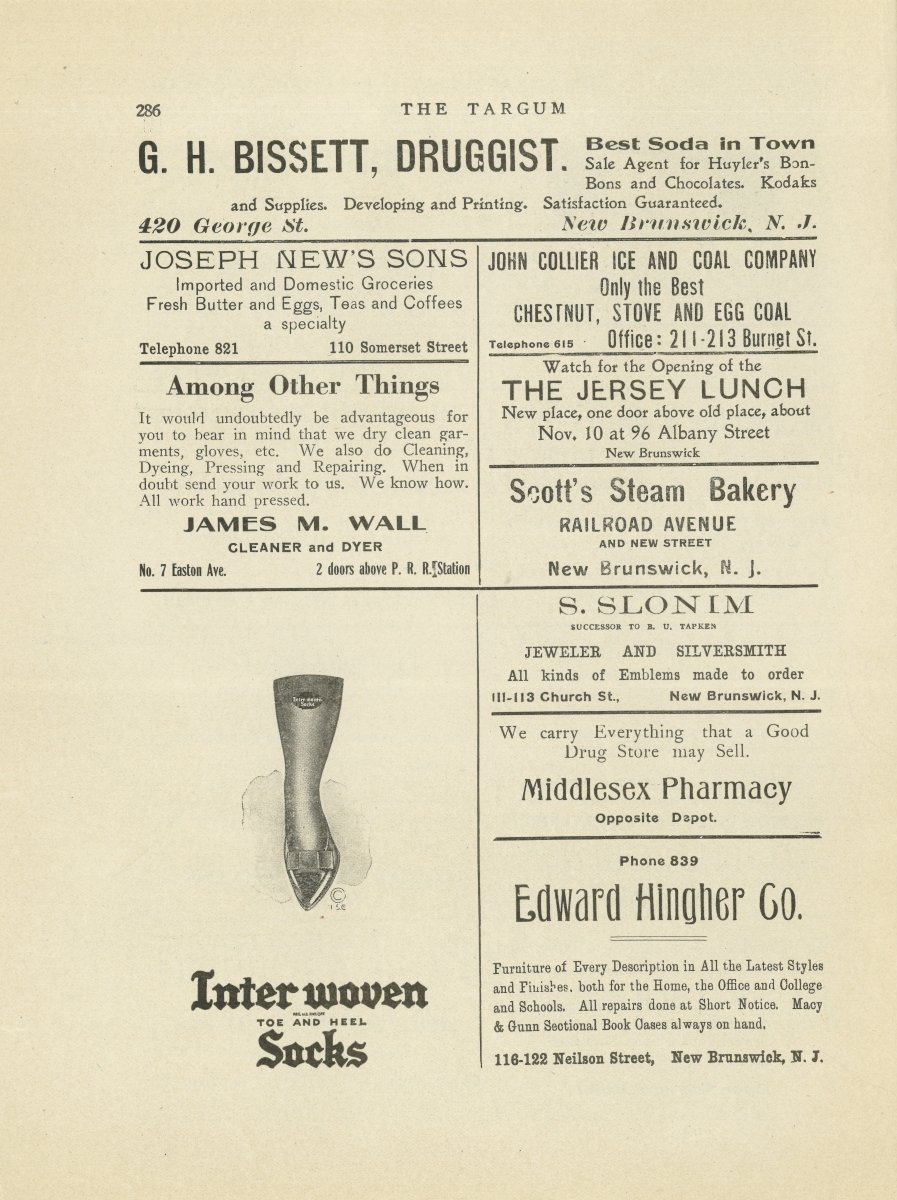 286
THE TARGUM
G. H. BISSETT, DRUGGIST.
Best Soda in Town
Sale Agent for Huyler's Bon-
Bons and Chocolates. Kodaks
and Supplies. Developing and Printing. Satisfaction Guaranteed.
420 George St. New Brunswick, N. J.
JOSEPH NEW'S SONS
Imported and Domestic Groceries
Fresh Butter and Eggs, Teas and Coffees
a specialty
Telephone 821 110 Somerset Street
Among Other Things
It would undoubtedly be advantageous for
you to bear in mind that we dry clean gar-
ments, gloves, etc. We also do Cleaning,
Dyeing, Pressing and Repairing. When in
doubt send your work to us. We know how.
All work hand pressed.
JAMES M. WALL
CLEANER and DYER
No. 7 Easton Ave. 2 doors above P. R. R. Station
JOHN COLLIER ICE AND COAL COMPANY
Only the Best
CHESTNUT, STOVE AND EGG COAL
Telephone 615 Office: 211-213 Burnet St.
Watch for the Opening of the
THE JERSEY LUNCH
New place, one door above old place, about
Nov. 10 at 96 Albany Street
New Brunswick
Scott's Steam Bakery
RAILROAD AVENUE
AND NEW STREET
New Brunswick, N. J.
Inter woven
Socks
©
Inter woven
TOE AND HEEL
Socks
S. SLONIM
SUCCESSOR TO B. U. TAPKEN
JEWELER AND SILVERSMITH
All kinds of Emblems made to order
111-113 Church St., New Brunswick, N. J.
We carry Everything that a Good
Drug Store may Sell.
Middlesex Pharmacy
Opposite Depot.
Phone 839
Edward Hingher Co.
Furniture of Every Description in All the Latest Styles
and Finishes, both for the Home, the Office and College
and Schools. All repairs done at Short Notice. Macy
& Gunn Sectional Book Cases always on hand.
116-122 Neilson Street, New Brunswick, N. J.